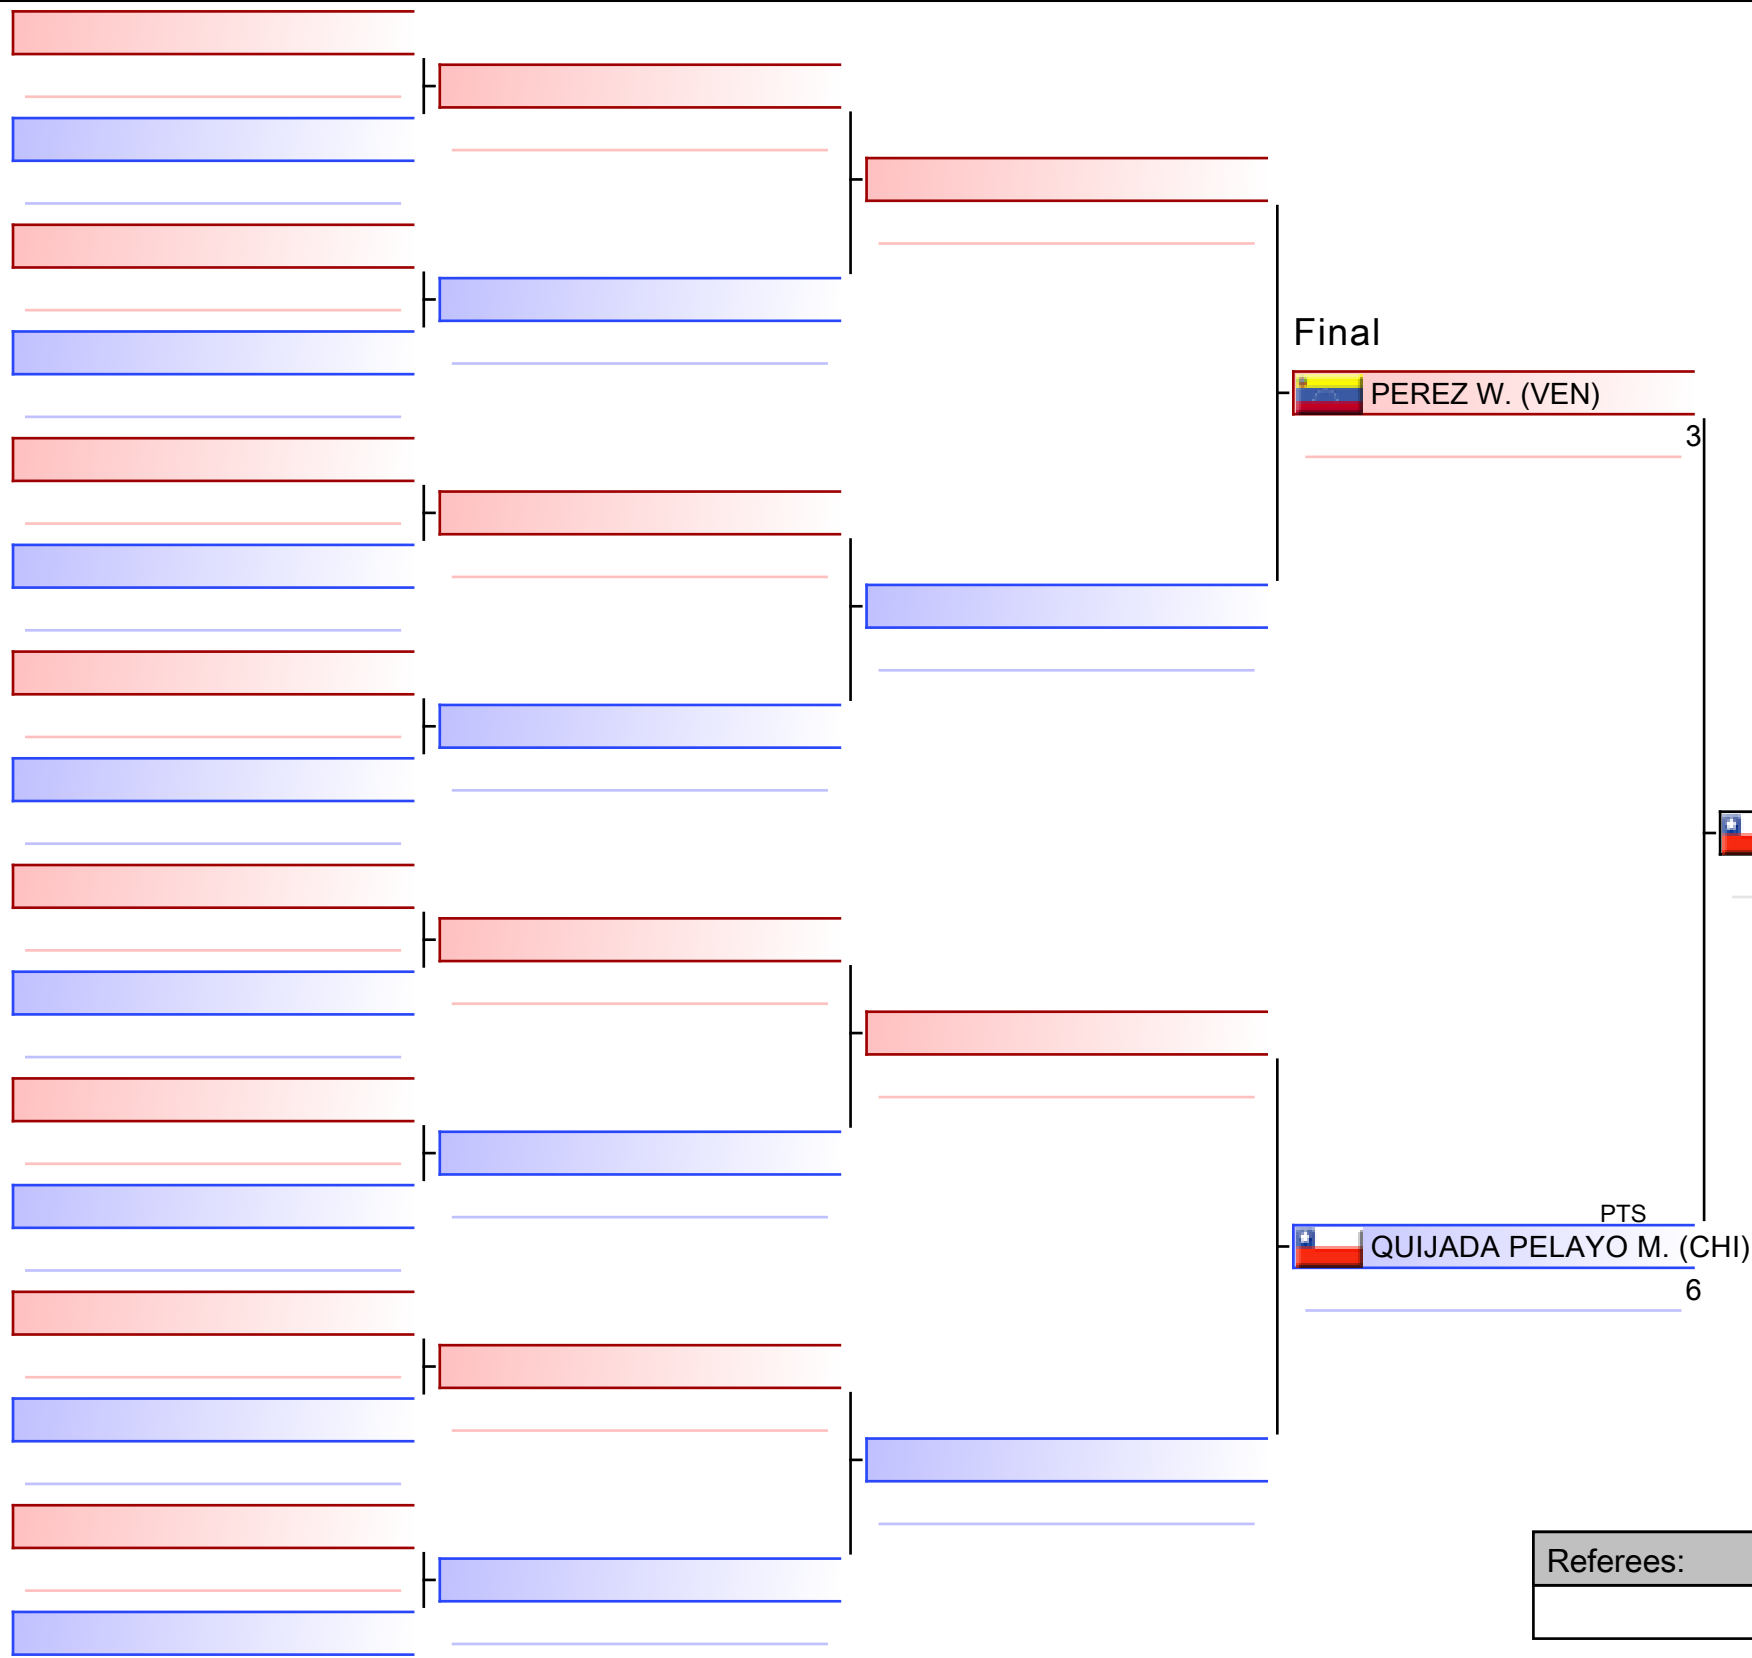 Final
PEREZ W. (VEN)
3
PTS
QUIJADA PELAYO M. (CHI)
6
Referees: